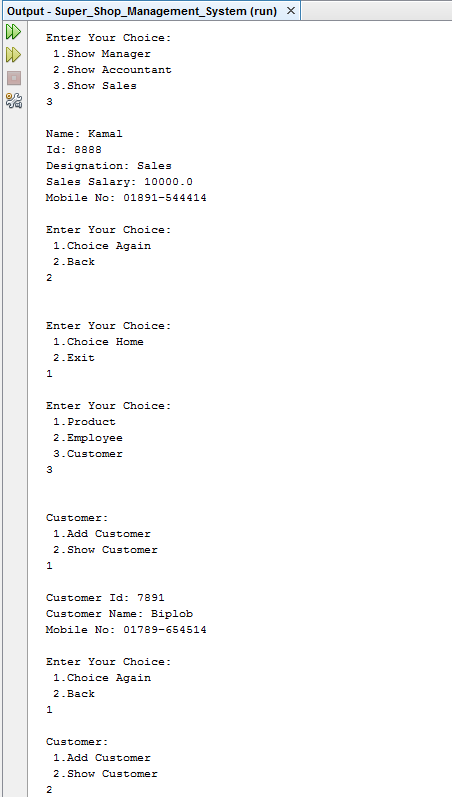 Output - Super_Shop_Management_System (run)
Enter Your Choice:
1.Show Manager
2.Show Accountant
3.Show Sales
3
Name: Kamal
Id: 8888
Designation: Sales
Sales Salary: 10000.0
Mobile No: 01891-544414
Enter Your Choice:
1.Choice Again
2.Back
2
Enter Your Choice:
1.Choice Home
2.Exit
1
Enter Your Choice:
1.Product
2.Employee
3.Customer
3
Customer:
1.Add Customer
2.Show Customer
1
Customer Id: 7891
Customer Name: Biplob
Mobile No: 01789-654514
Enter Your Choice:
1.Choice Again
2.Back
1
Customer:
1.Add Customer
2.Show Customer
2